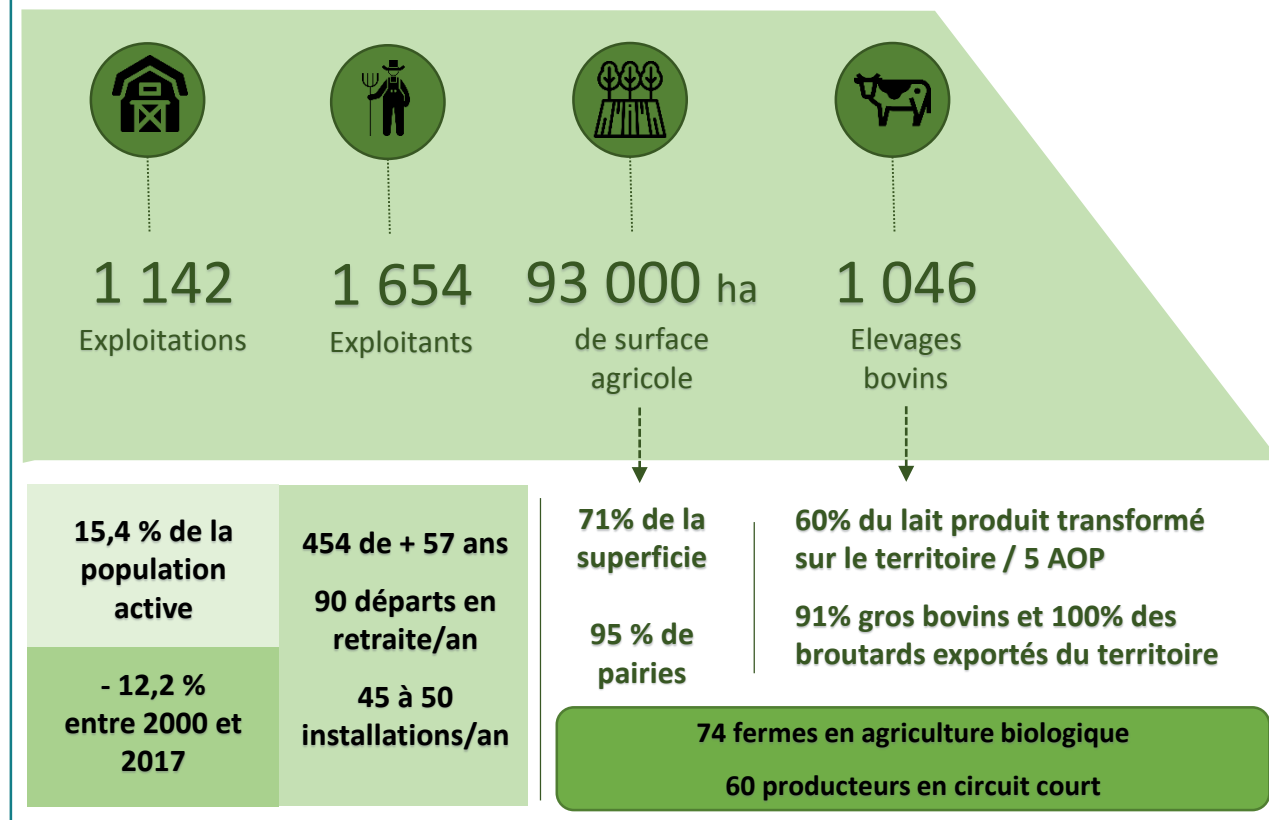 1 142
Exploitations
1 654
Exploitants
93 000 ha
de surface
agricole
1 046
Elevages
bovins
15,4 % de la
population
active
- 12,2 %
entre 2000 et
2017
454 de + 57 ans
90 départs en
retraite/an
45 à 50
installations/an
71% de la
superficie
95 % de
pairies
60% du lait produit transformé
sur le territoire / 5 AOP
91% gros bovins et 100% des
broutards exportés du territoire
74 fermes en agriculture biologique
60 producteurs en circuit court